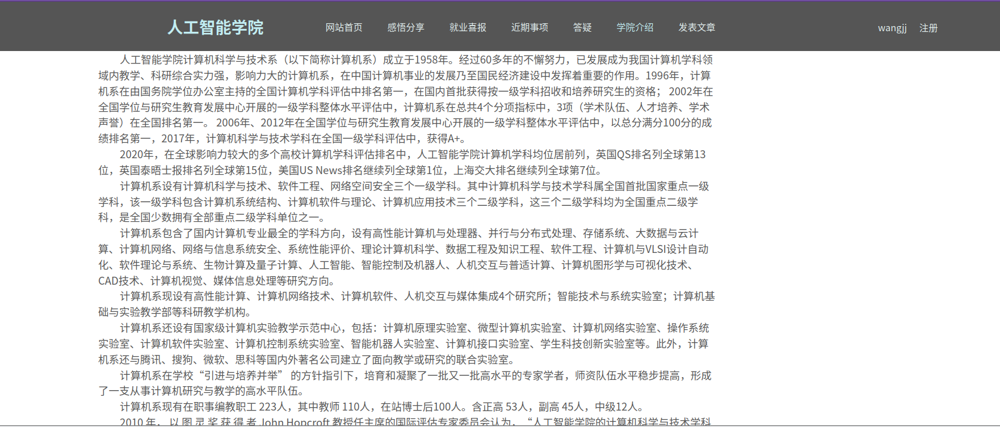 人工智能学院 网站首页 感悟分享 就业喜报 近期事项 答疑 学院介绍 发表文章 wangjj 注册
人工智能学院计算机科学与技术系（以下简称计算机系）成立于1958年。经过60多年的不懈努力，已发展成为我国计算机学科领
域内教学、科研综合实力强，影响力大的计算机系，在中国计算机事业的发展乃至国民经济建设中发挥着重要的作用。1996年，计算
机系在由国务院学位办公室主持的全国计算机学科评估中排名第一，在国内首批获得按一级学科招收和培养研究生的资格； 2002年在
全国学位与研究生教育发展中心开展的一级学科整体水平评估中，计算机系在总共4个分项指标中，3项（学术队伍、人才培养、学术
声誉）在全国排名第一。 2006年、2012年在全国学位与研究生教育发展中心开展的一级学科整体水平评估中，以总分满分100分的成
绩排名第一，2017年，计算机科学与技术学科在全国一级学科评估中，获得A+。
2020年，在全球影响力较大的多个高校计算机学科评估排名中，人工智能学院计算机学科均位居前列，英国QS排名列全球第13
位，英国泰晤士报排名列全球第15位，美国US News排名继续列全球第1位，上海交大排名继续列全球第7位。
计算机系设有计算机科学与技术、软件工程、网络空间安全三个一级学科。其中计算机科学与技术学科属全国首批国家重点一级
学科，该一级学科包含计算机系统结构、计算机软件与理论、计算机应用技术三个二级学科，这三个二级学科均为全国重点二级学
科，是全国少数拥有全部重点二级学科单位之一。
计算机系包含了国内计算机专业最全的学科方向，设有高性能计算机与处理器、并行与分布式处理、存储系统、大数据与云计
算、计算机网络、网络与信息系统安全、系统性能评价、理论计算机科学、数据工程及知识工程、软件工程、计算机与VLSI设计自动
化、软件理论与系统、生物计算及量子计算、人工智能、智能控制及机器人、人机交互与普适计算、计算机图形学与可视化技术、
CAD技术、计算机视觉、媒体信息处理等研究方向。
计算机系现设有高性能计算、计算机网络技术、计算机软件、人机交互与媒体集成4个研究所；智能技术与系统实验室；计算机基
础与实验教学部等科研教学机构。
计算机系还设有国家级计算机实验教学示范中心，包括：计算机原理实验室、微型计算机实验室、计算机网络实验室、操作系统
实验室、计算机软件实验室、计算机控制系统实验室、智能机器人实验室、计算机接口实验室、学生科技创新实验室等。此外，计算
机系还与腾讯、搜狗、微软、思科等国内外著名公司建立了面向教学或研究的联合实验室。
计算机系在学校“引进与培养并举” 的方针指引下，培育和凝聚了一批又一批高水平的专家学者，师资队伍水平稳步提高，形成
了一支从事计算机研究与教学的高水平队伍。
计算机系现有在职事编教职工 223人，其中教师 110人，在站博士后100人。含正高 53人，副高 45人，中级12人。
2010 年， 以 图 灵 奖 获 得 者 John Hopcroft 教授任主席的国际评估专家委员会认为， “人工智能学院的计算机科学与技术学科